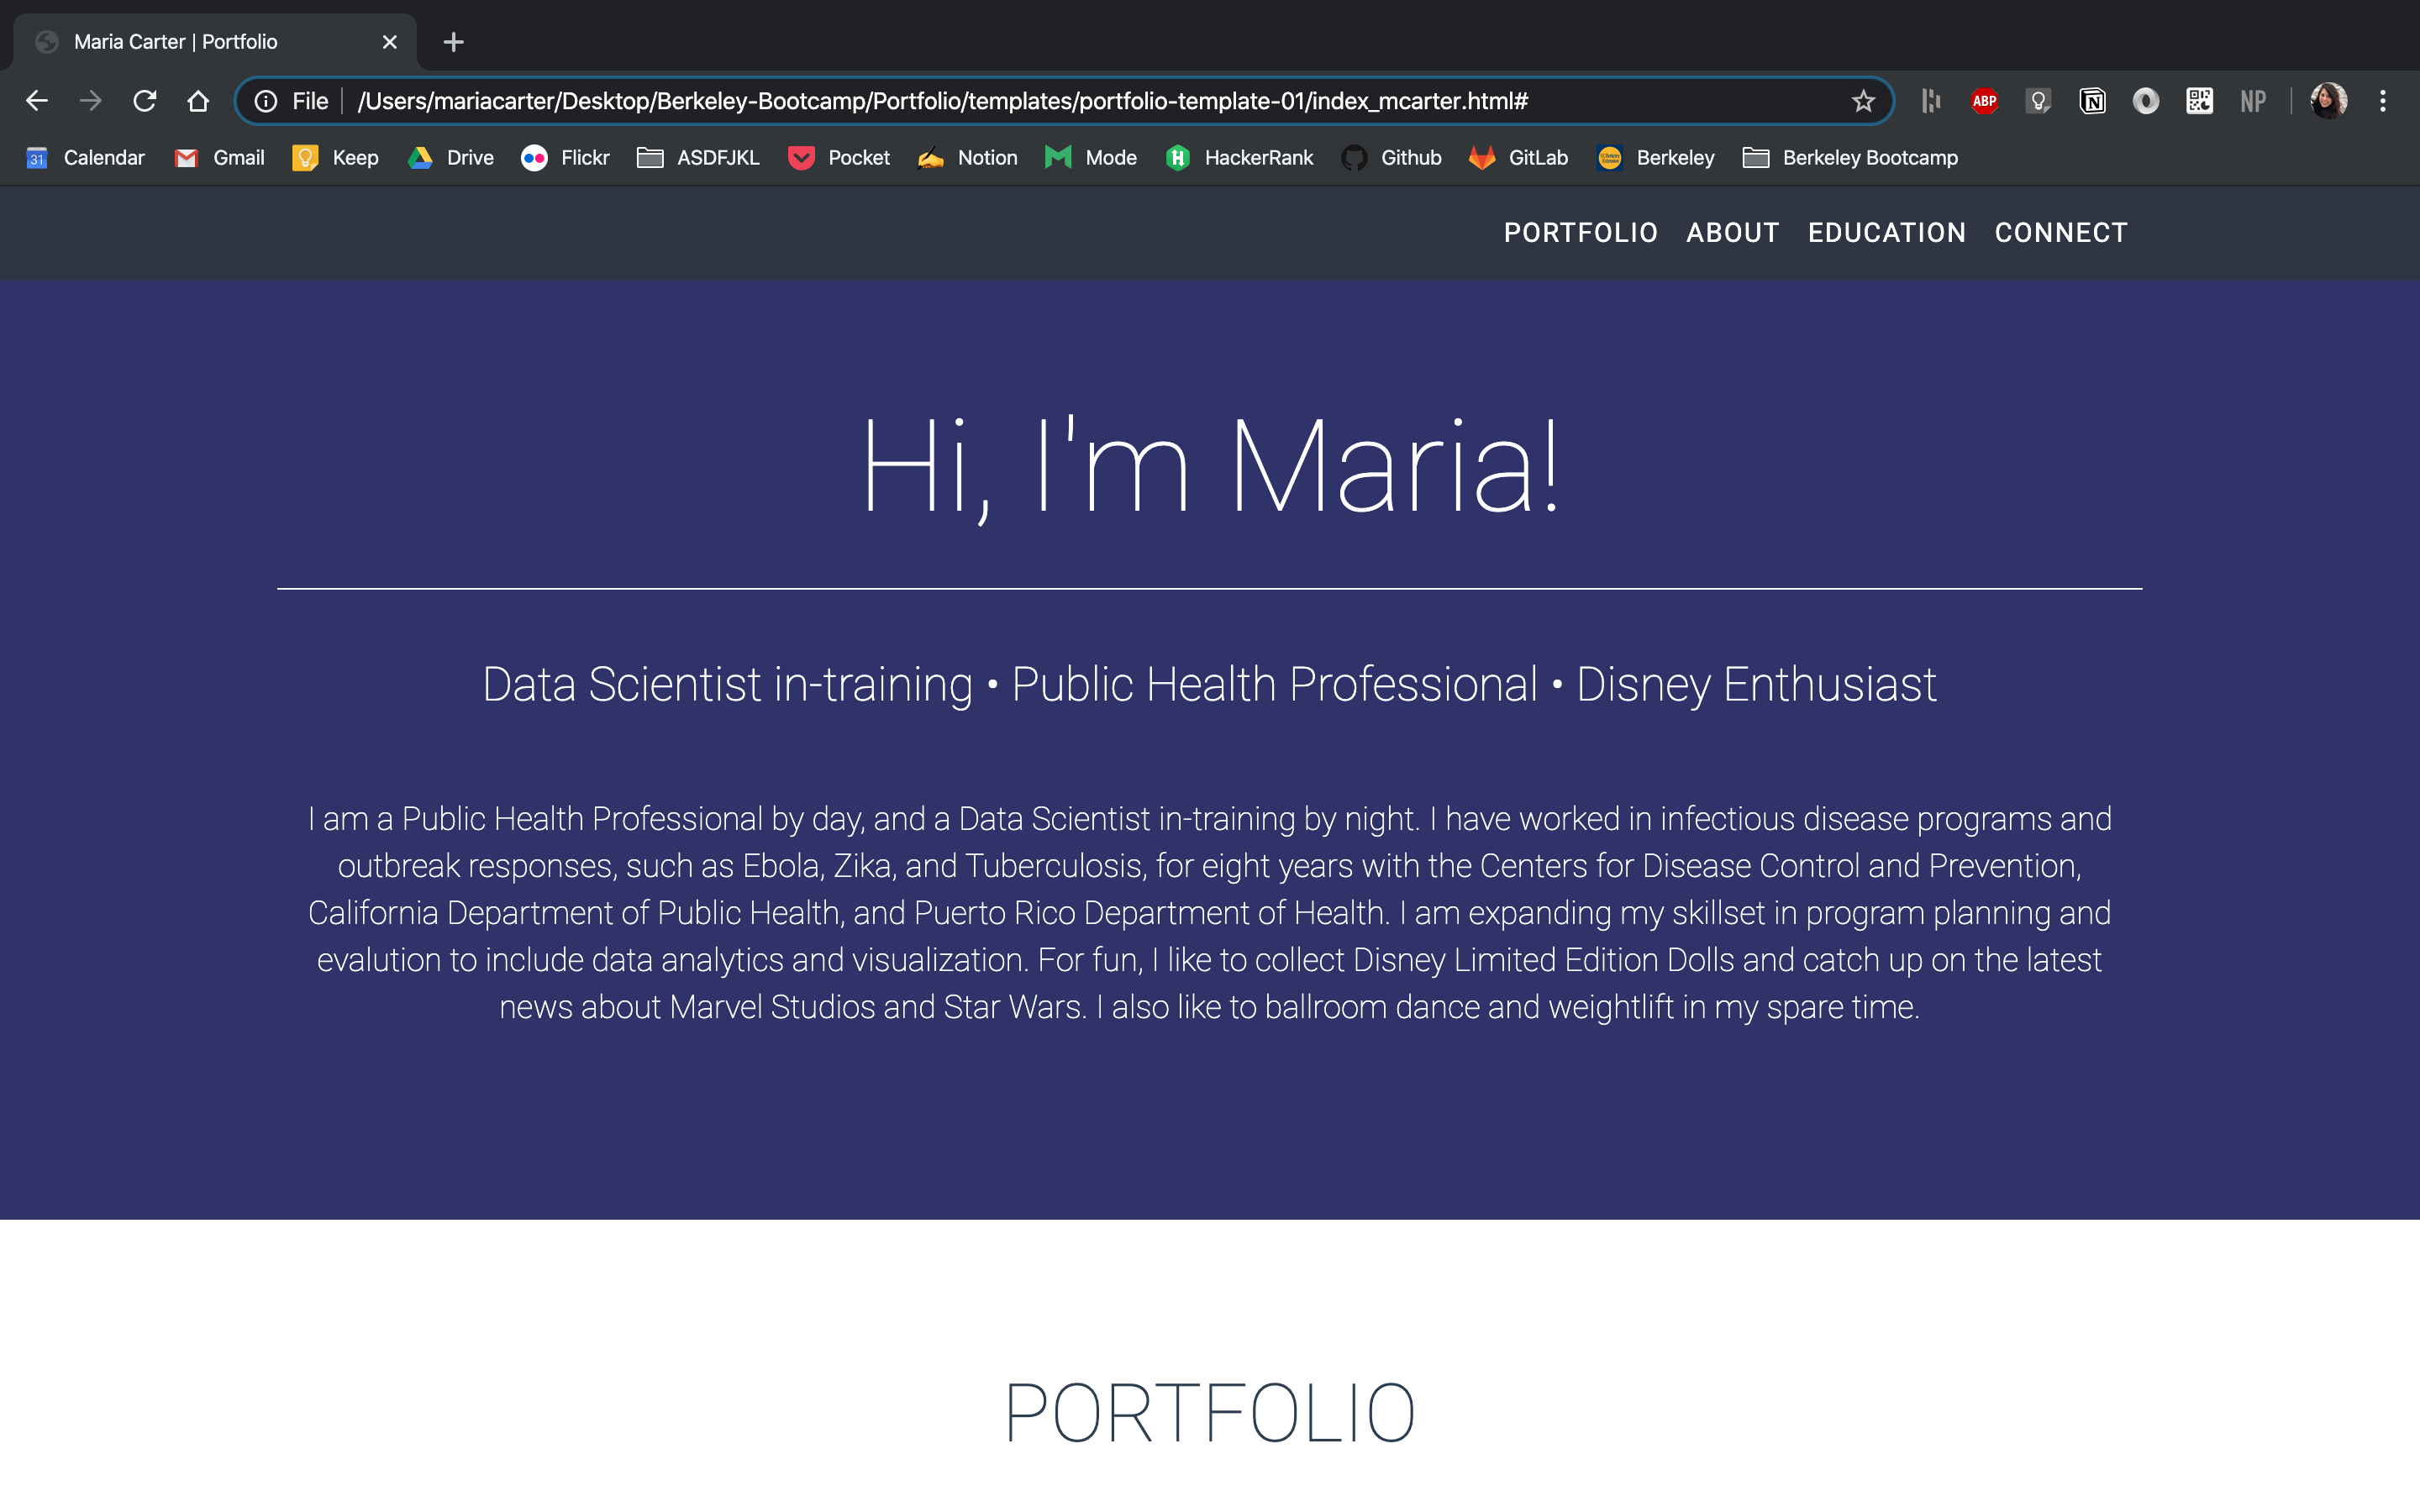 Maria Carter | Portfolio
File | /Users/mariacarter/Desktop/Berkeley-Bootcamp/Portfolio/templates/portfolio-template-01/index_mcarter.html#
ABP
NP
31 Calendar Gmail Keep Drive Flickr ASDFJKL Pocket Notion Mode HackerRank Github GitLab Berkeley Berkeley Bootcamp
PORTFOLIO ABOUT EDUCATION CONNECT
Hi, I'm Maria!
Data Scientist in-training • Public Health Professional • Disney Enthusiast
I am a Public Health Professional by day, and a Data Scientist in-training by night. I have worked in infectious disease programs and
outbreak responses, such as Ebola, Zika, and Tuberculosis, for eight years with the Centers for Disease Control and Prevention,
California Department of Public Health, and Puerto Rico Department of Health. I am expanding my skillset in program planning and
evalution to include data analytics and visualization. For fun, I like to collect Disney Limited Edition Dolls and catch up on the latest
news about Marvel Studios and Star Wars. I also like to ballroom dance and weightlift in my spare time.
PORTFOLIO